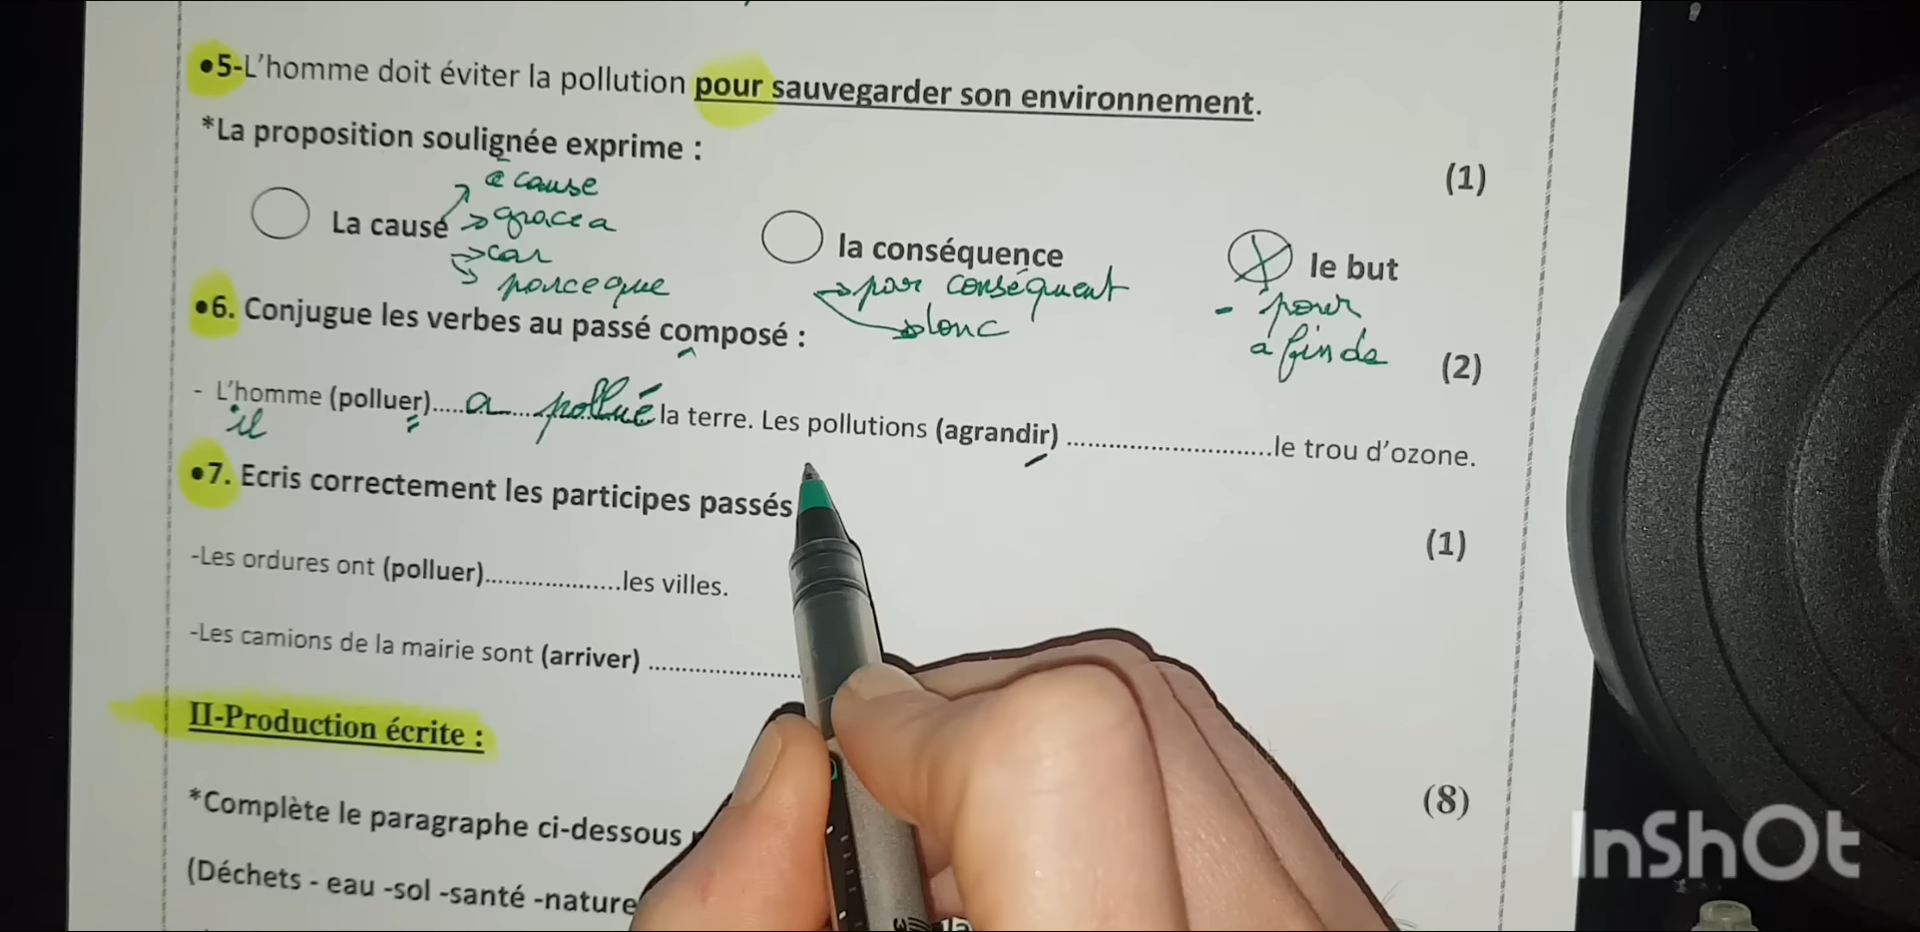 •5-L'homme doit éviter la pollution pour sauvegarder son environnement.
*La proposition soulignée exprime :
(1)
a cause
La cause grace a la conséquence le but
car
parceque par conséquent - pour
•6. Conjugue les verbes au passé composé :
donc
afin de (2)
- L'homme (polluer)..... a pollué la terre. Les pollutions (agrandir) ..............................le trou d'ozone.
il
•7. Ecris correctement les participes passés
(1)
-Les ordures ont (polluer)....................les villes.
-Les camions de la mairie sont (arriver) .......................
II-Production écrite :
(8)
*Complète le paragraphe ci-dessous
(Déchets - eau -sol -santé -nature
InShOt